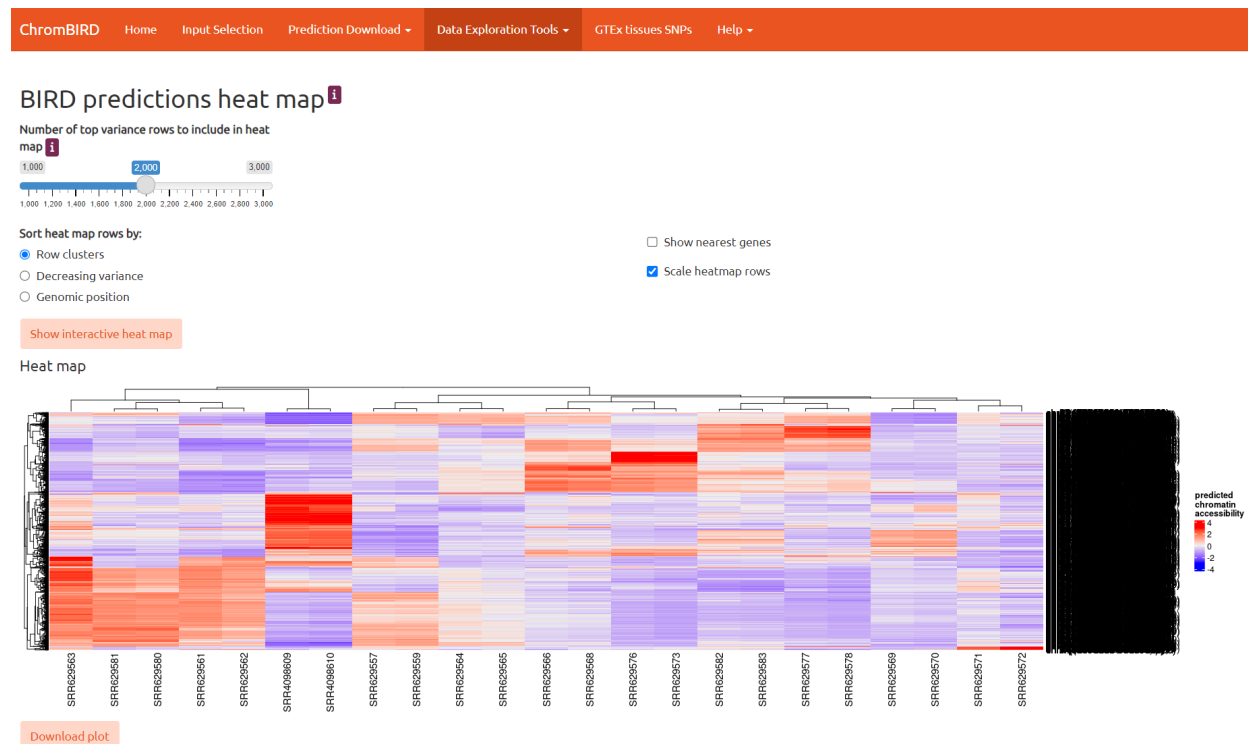 ChromBIRD Home Input Selection Prediction Download Data Exploration Tools GTEx tissues SNPs Help
BIRD predictions heat map i
Number of top variance rows to include in heat
map i
1,000 2,000 3,000
1,000 1,200 1,400 1,600 1,800 2,000 2,200 2,400 2,600 2,800 3,000
Sort heat map rows by:
Row clusters
Decreasing variance
Genomic position
Show nearest genes
Scale heatmap rows
Show interactive heat map
Heat map
predicted
chromatin
accessibility
4
2
0
-2
-4
SRR629563
SRR629581
SRR629580
SRR629561
SRR629562
SRR4098609
SRR4098610
SRR629557
SRR629559
SRR629564
SRR629565
SRR629566
SRR629568
SRR629576
SRR629573
SRR629582
SRR629583
SRR629577
SRR629578
SRR629569
SRR629570
SRR629571
SRR629572
Download plot